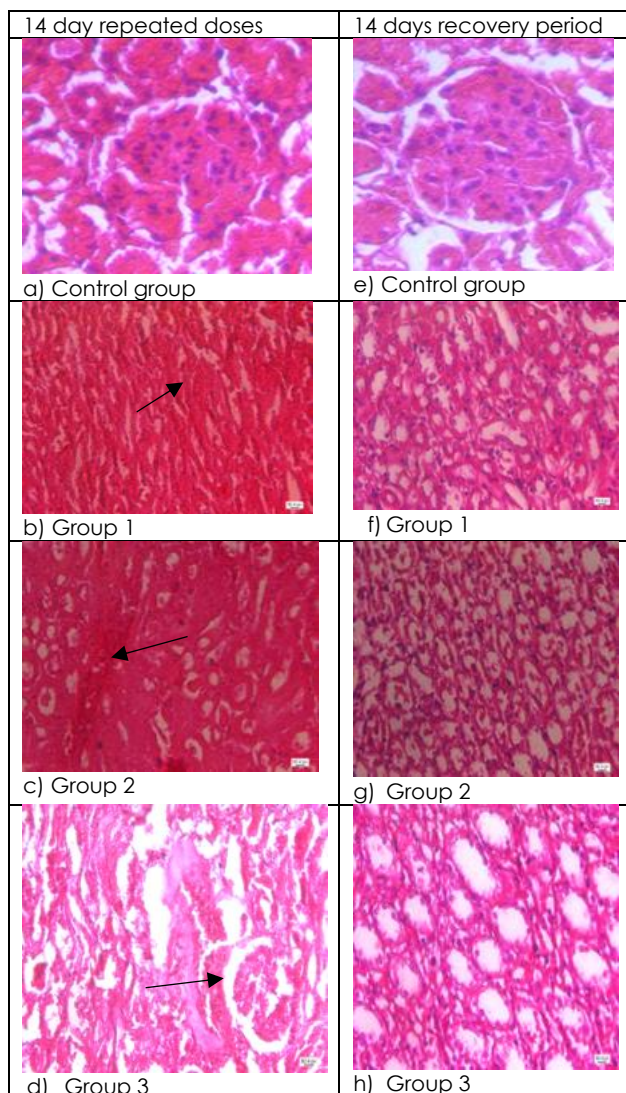 14 day repeated doses
14 days recovery period
a) Control group
e) Control group
b) Group 1
f) Group 1
c) Group 2
g) Group 2
d) Group 3
h) Group 3